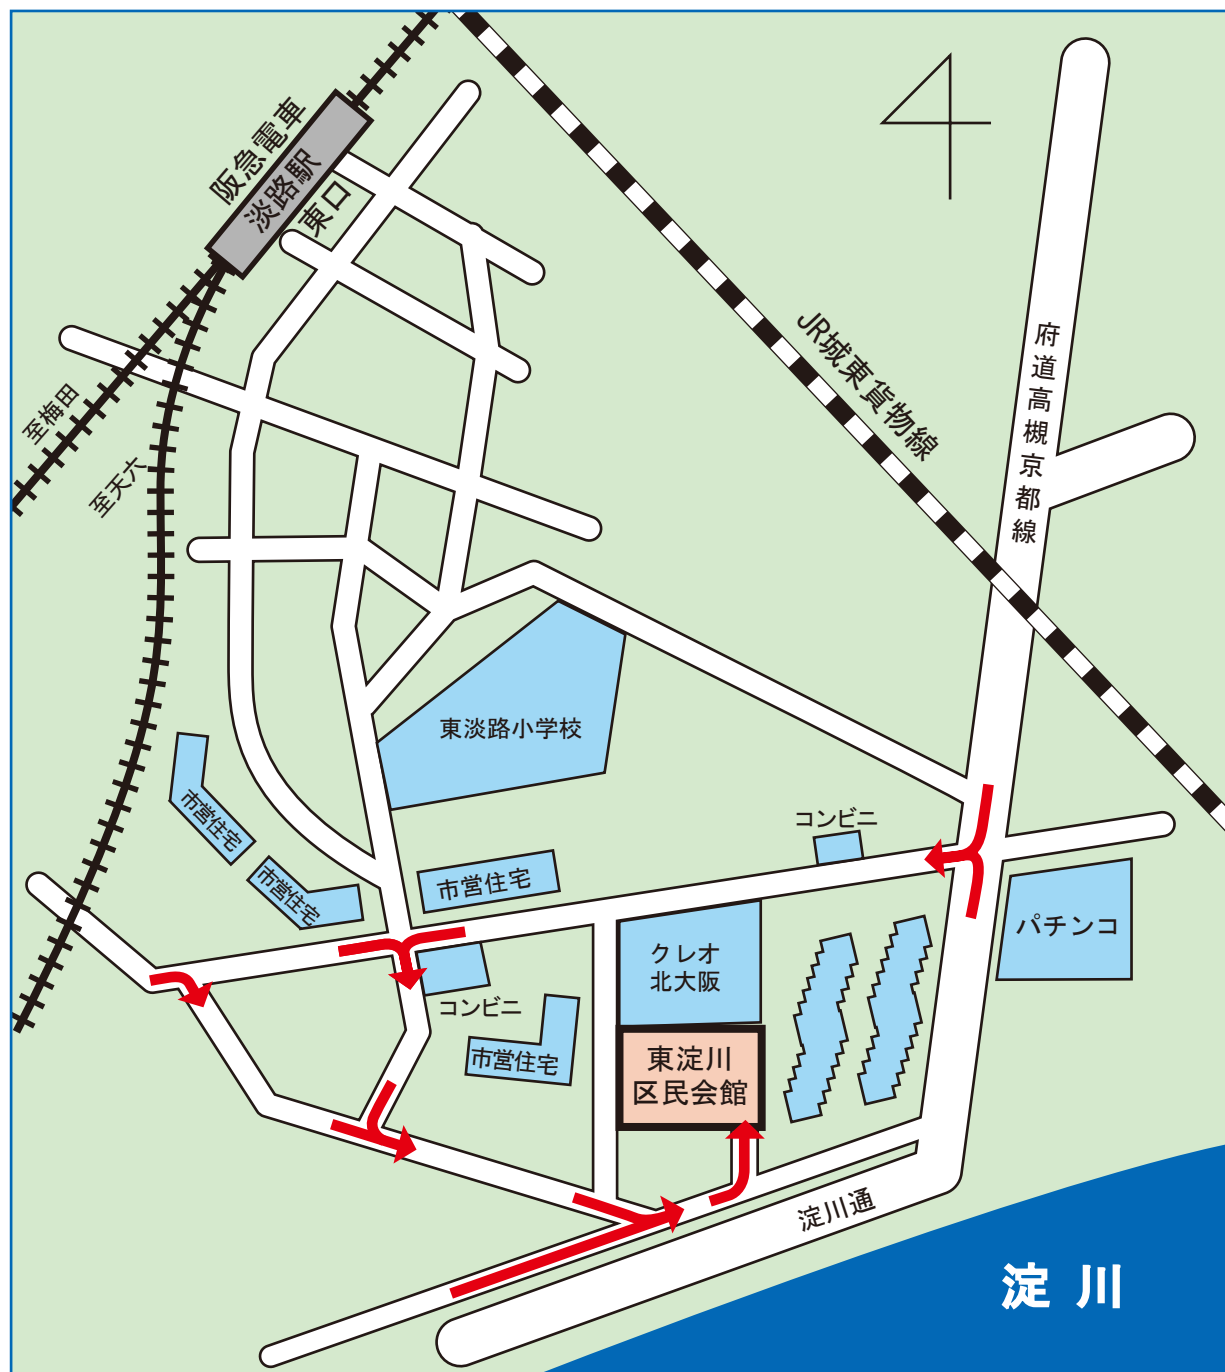 阪急電車
淡路駅
東口
JR城東貨物線
府道高槻京都線
至梅田
至天六
東淡路小学校
市営住宅
市営住宅
市営住宅
コンビニ
パチンコ
クレオ
北大阪
コンビニ
市営住宅
東淀川
区民会館
淀川通
淀川